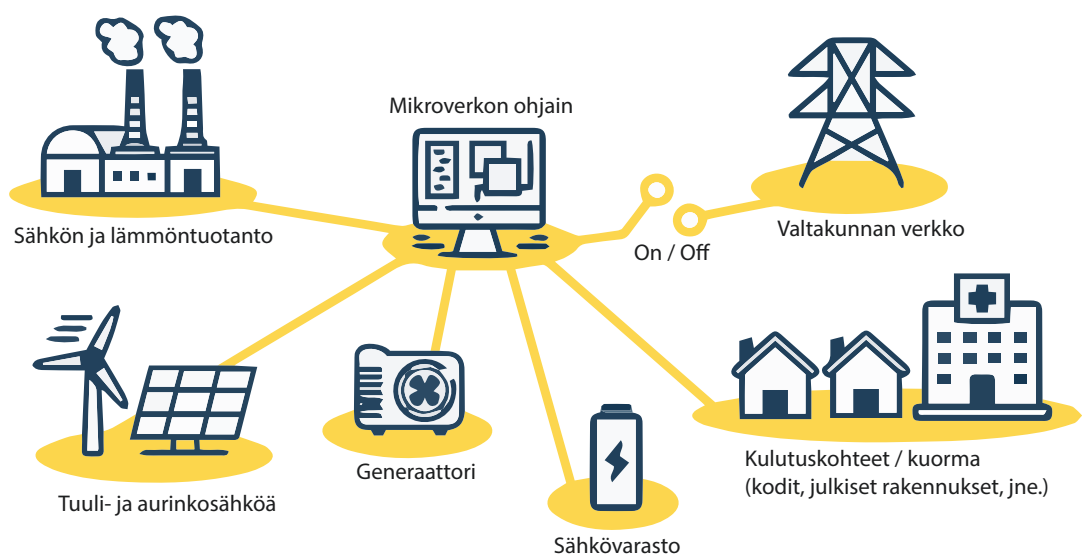 Mikroverkon ohjain
Sähkön ja lämmöntuotanto
On / Off
Valtakunnan verkko
Tuuli- ja aurinkosähköä
Generaattori
Sähkövarasto
Kulutuskohteet / kuorma
(kodit, julkiset rakennukset, jne.)